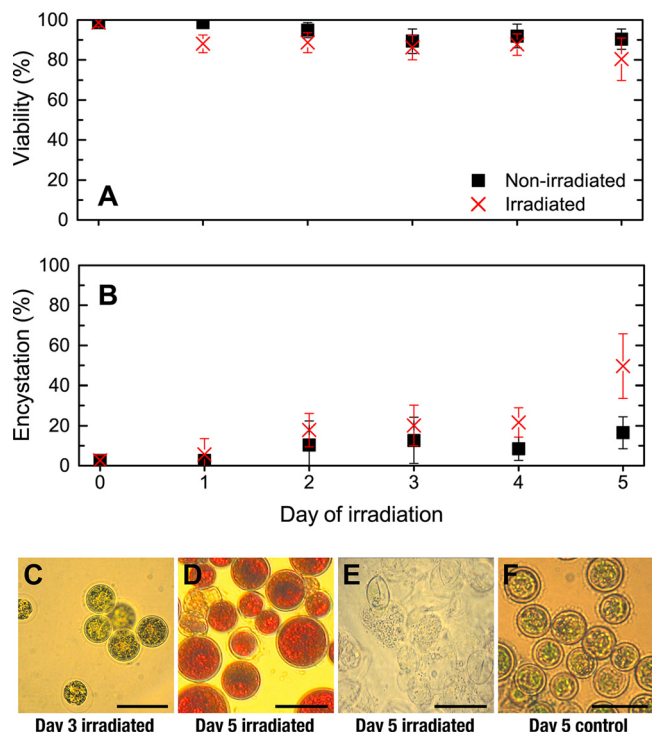 100
80
60
40
20
0
Viability (%)
A
Non-irradiated
Irradiated
100
80
60
40
20
0
Encystation (%)
B
0 1 2 3 4 5
Day of irradiation
C D E F
Day 3 irradiated Day 5 irradiated Day 5 irradiated Day 5 control